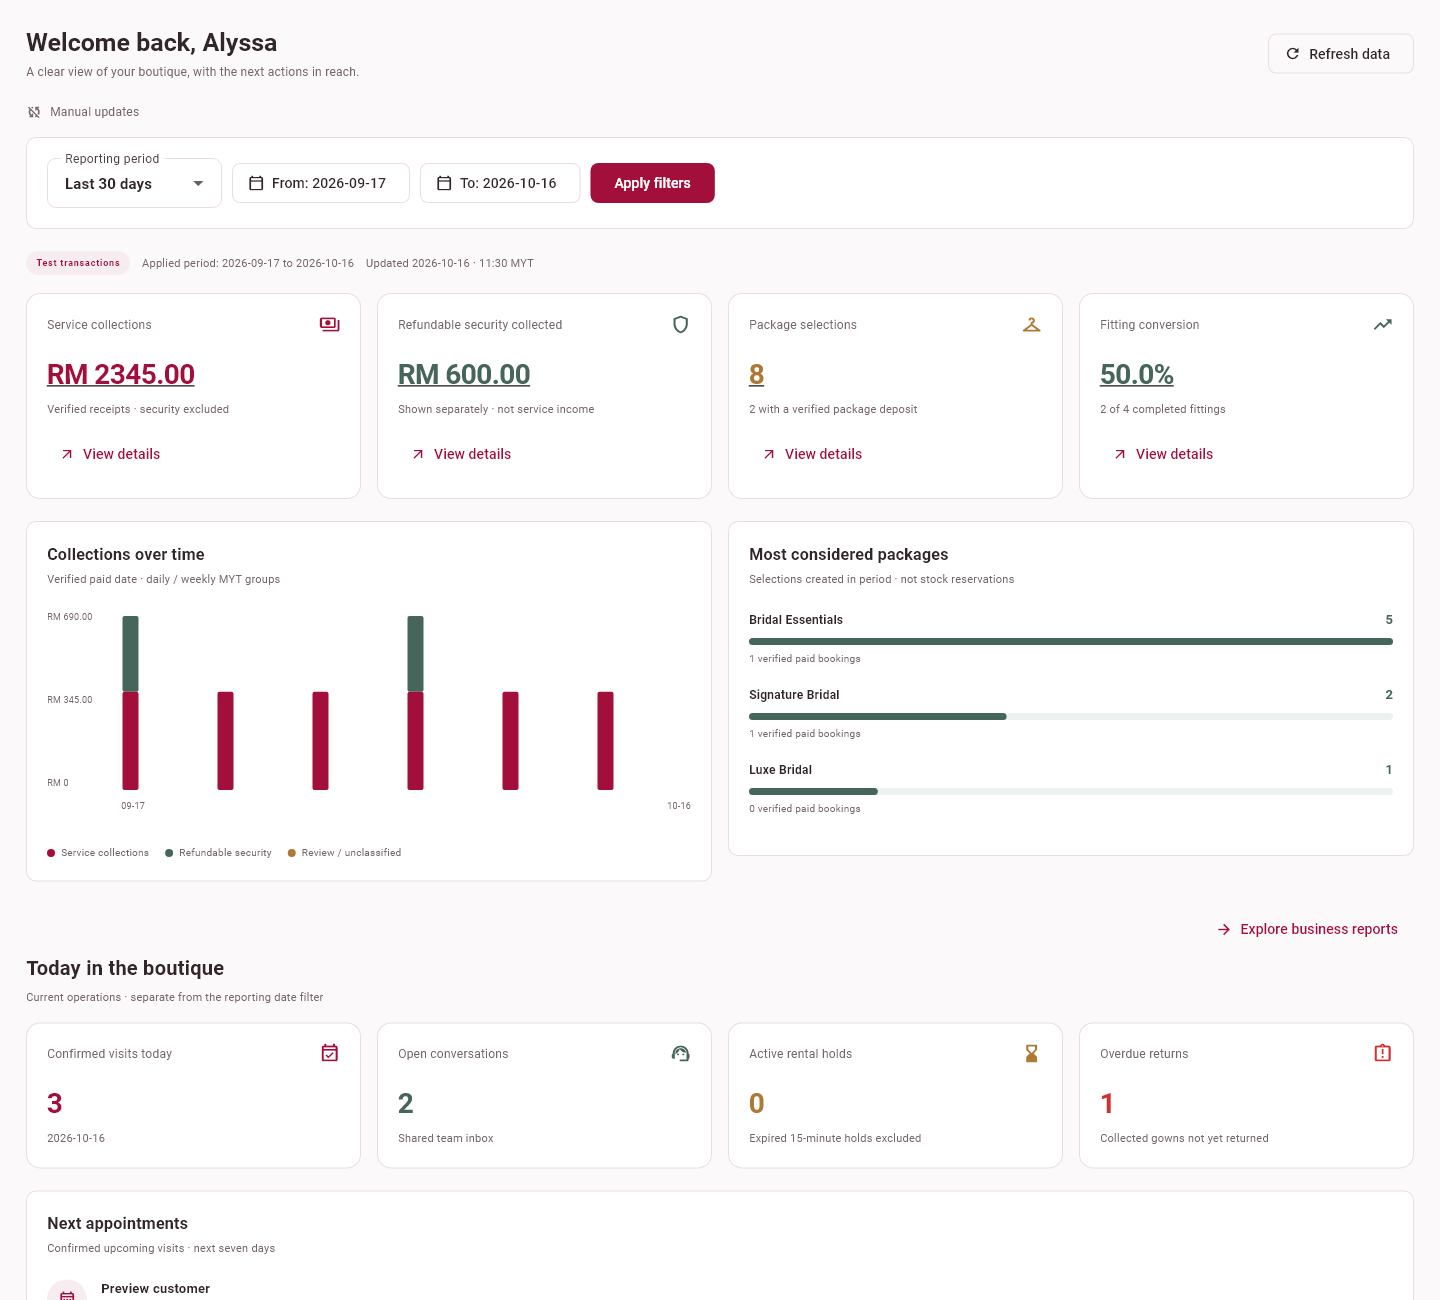 Welcome back, Alyssa
A clear view of your boutique, with the next actions in reach.
Refresh data
Manual updates
Reporting period
Last 30 days
From: 2026-09-17
To: 2026-10-16
Apply filters
Test transactions
Applied period: 2026-09-17 to 2026-10-16
Updated 2026-10-16 · 11:30 MYT
Service collections
RM 2345.00
Verified receipts · security excluded
View details
Refundable security collected
RM 600.00
Shown separately · not service income
View details
Package selections
8
2 with a verified package deposit
View details
Fitting conversion
50.0%
2 of 4 completed fittings
View details
Collections over time
Verified paid date · daily / weekly MYT groups
RM 690.00
RM 345.00
RM 0
09-17
10-16
Service collections
Refundable security
Review / unclassified
Most considered packages
Selections created in period · not stock reservations
Bridal Essentials
5
1 verified paid bookings
Signature Bridal
2
1 verified paid bookings
Luxe Bridal
1
0 verified paid bookings
Explore business reports
Today in the boutique
Current operations · separate from the reporting date filter
Confirmed visits today
3
2026-10-16
Open conversations
2
Shared team inbox
Active rental holds
0
Expired 15-minute holds excluded
Overdue returns
1
Collected gowns not yet returned
Next appointments
Confirmed upcoming visits · next seven days
Preview customer